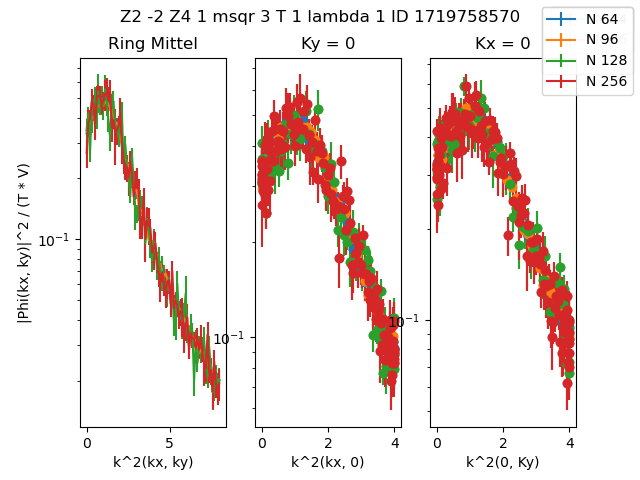 Z2 -2 Z4 1 msqr 3 T 1 lambda 1 ID 1719758570
Ring Mittel
Ky = 0
Kx = 0
N 64
N 96
N 128
N 256
|Phi(kx, ky)|^2 / (T * V)
10^-1
10^-1
10^-1
0
5
0
2
4
0
2
4
k^2(kx, ky)
k^2(kx, 0)
k^2(0, Ky)